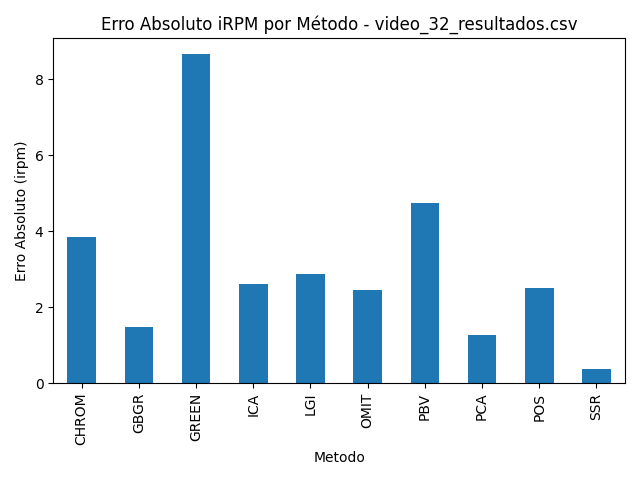 Erro Absoluto iRPM por Método - video_32_resultados.csv
Erro Absoluto (irpm)
8
6
4
2
0
CHROM
GBGR
GREEN
ICA
LGI
OMIT
PBV
PCA
POS
SSR
Metodo